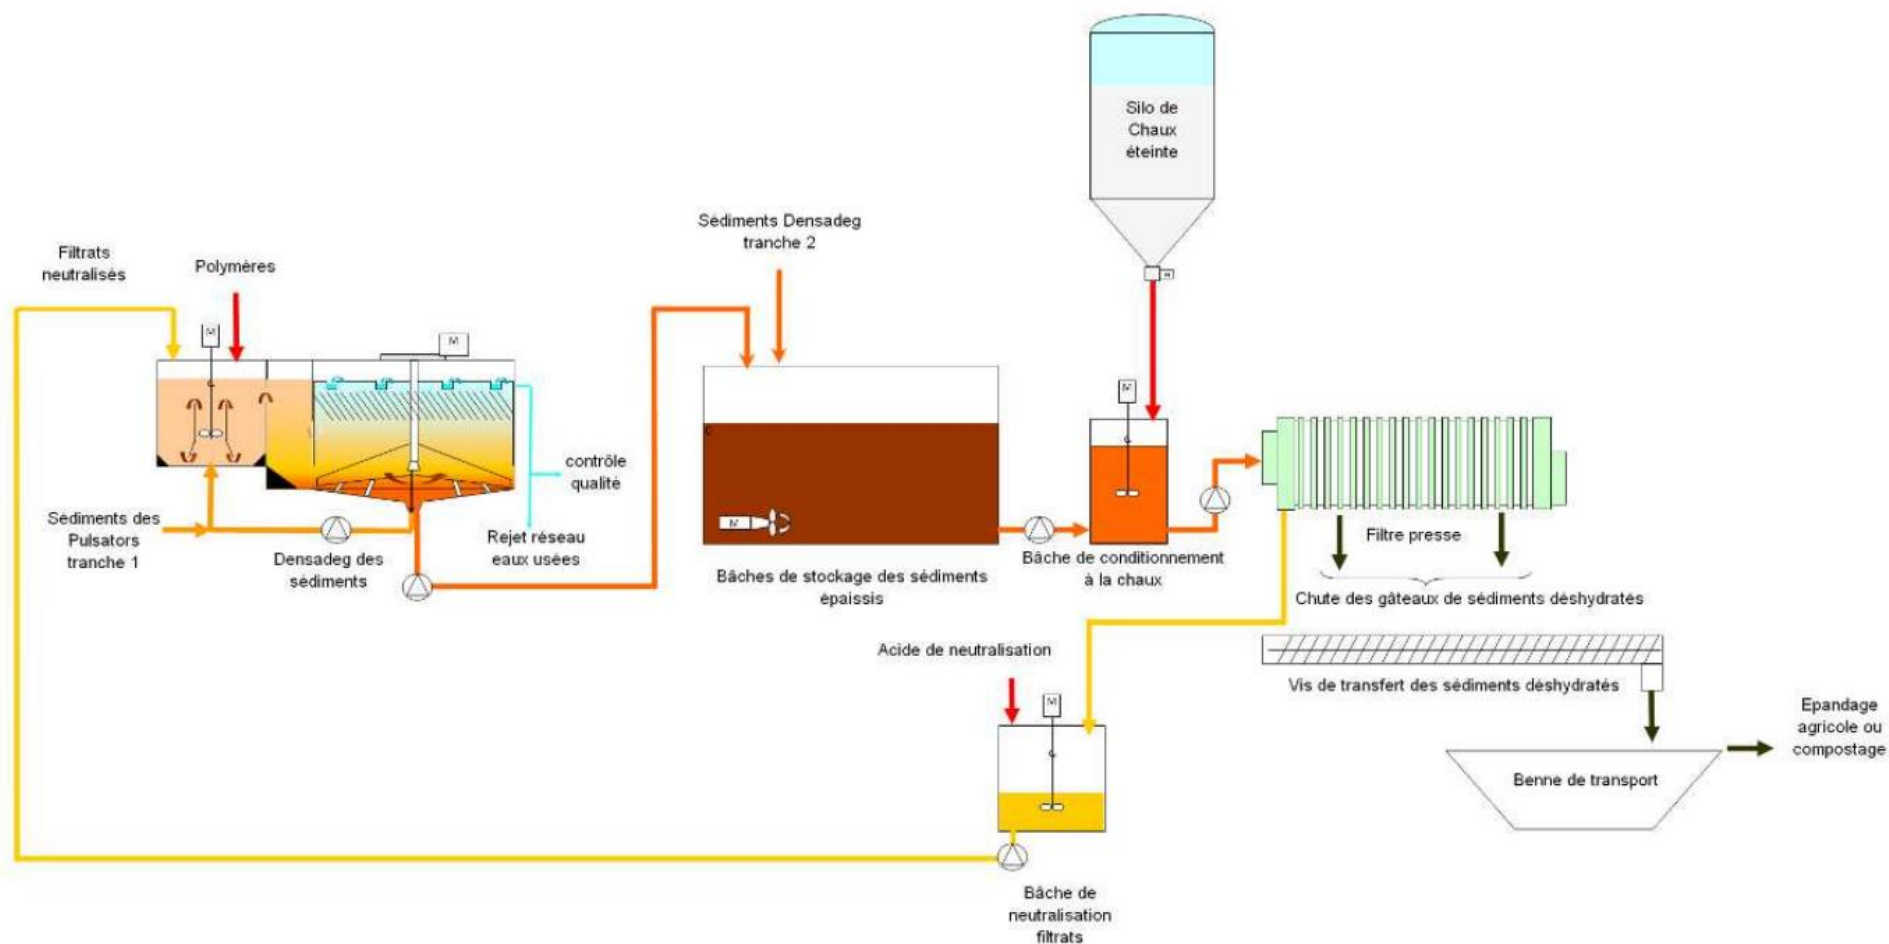 Silo de
Chaux
éteinte
Sédiments Densadeg
tranche 2
Filtrats
neutralisés
Polymères
M
M
M
contrôle
qualité
Sédiments des
Pulsators
tranche 1
Densadeg des
sédiments
Rejet réseau
eaux usées
M
Bâches de stockage des sédiments
épaissis
Bâche de conditionnement
à la chaux
Filtre presse
Chute des gâteaux de sédiments déshydratés
Acide de neutralisation
M
Vis de transfert des sédiments déshydratés
Epandage
agricole ou
compostage
Benne de transport
Bâche de
neutralisation
filtrats